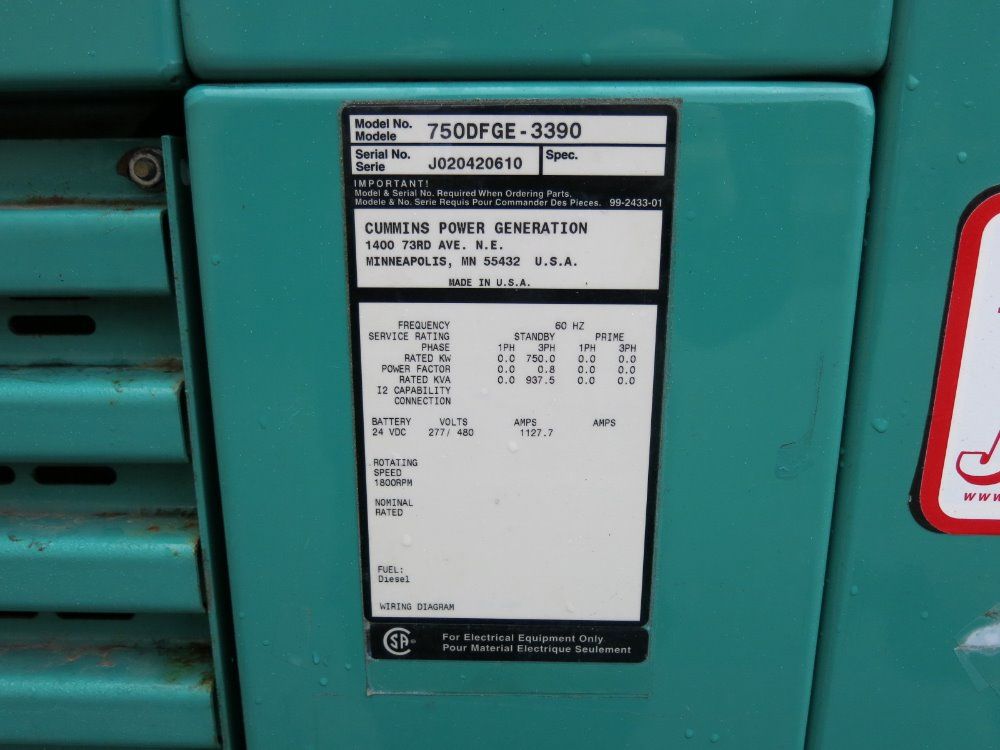 Model No. 750DFGE-3390
Modele
Serial No. J020420610 Spec.
Serie
IMPORTANT!
Model & Serial No. Required When Ordering Parts.
Modele & No. Serie Requis Pour Commander Des Pieces. 99-2433-01
CUMMINS POWER GENERATION
1400 73RD AVE. N.E.
MINNEAPOLIS, MN 55432 U.S.A.
MADE IN U.S.A.
FREQUENCY 60 HZ
SERVICE RATING STANDBY PRIME
PHASE 1PH 3PH 1PH 3PH
RATED KW 0.0 750.0 0.0 0.0
POWER FACTOR 0.0 0.8 0.0 0.0
RATED KVA 0.0 937.5 0.0 0.0
I2 CAPABILITY
CONNECTION
BATTERY VOLTS AMPS AMPS
24 VDC 277/ 480 1127.7
ROTATING
SPEED
1800RPM
NOMINAL
RATED
FUEL:
Diesel
WIRING DIAGRAM
CSA ®
For Electrical Equipment Only
Pour Material Electrique Seulement
www.